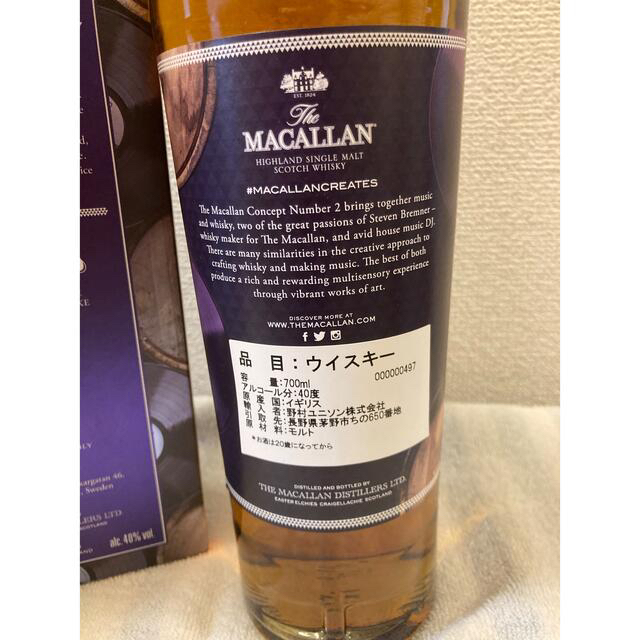 EST. 1824
The
MACALLAN
HIGHLAND SINGLE MALT
SCOTCH WHISKY
#MACALLANCREATES
The Macallan Concept Number 2 brings together music
and whisky, two of the great passions of Steven Bremner –
whisky maker for The Macallan, and avid house music DJ.
There are many similarities in the creative approach to
crafting whisky and making music. The best of both
produce a rich and rewarding multisensory experience
through vibrant works of art.
DISCOVER MORE AT
WWW.THEMACALLAN.COM
品 目：ウイスキー
000000497
容 量：700ml
アルコール分：40度
原 産 国：イギリス
輸 入 者：野村ユニソン株式会社
引 取 先：長野県茅野市ちの650番地
原 材 料：モルト
＊お酒は20歳になってから
DISTILLED AND BOTTLED BY
THE MACALLAN DISTILLERS LTD.
EASTER ELCHIES CRAIGELLACHIE SCOTLAND
kargatan 46,
, Sweden
LLERS LTD.
alc. 40% vol.